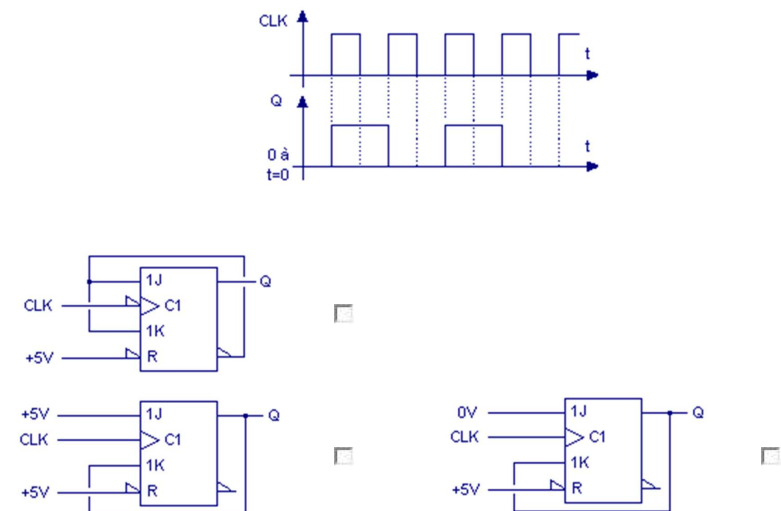 CLK
t
Q
0 à
t=0
t
1J
Q
CLK
C1
1K
+5V
R
+5V
1J
Q
CLK
C1
1K
+5V
R
0V
1J
Q
CLK
C1
1K
+5V
R